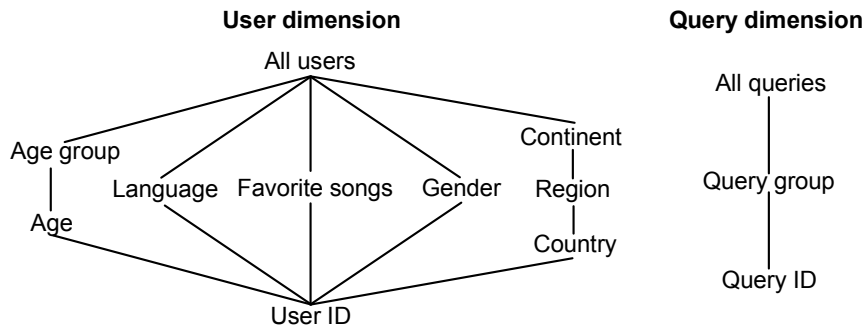 User dimension
All users
Age group
Age
Language
Favorite songs
Gender
Continent
Region
Country
User ID
Query dimension
All queries
Query group
Query ID